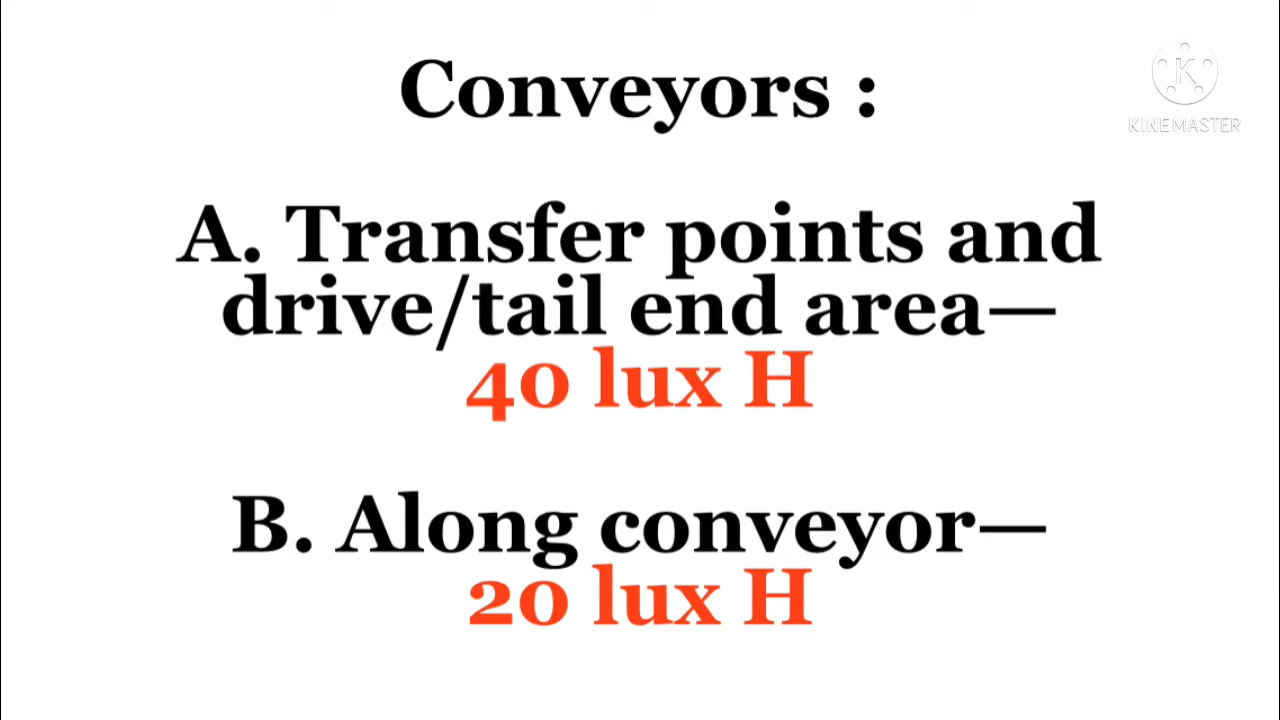 Conveyors :
K
KINEMASTER
A. Transfer points and
drive/tail end area—
40 lux H
B. Along conveyor—
20 lux H